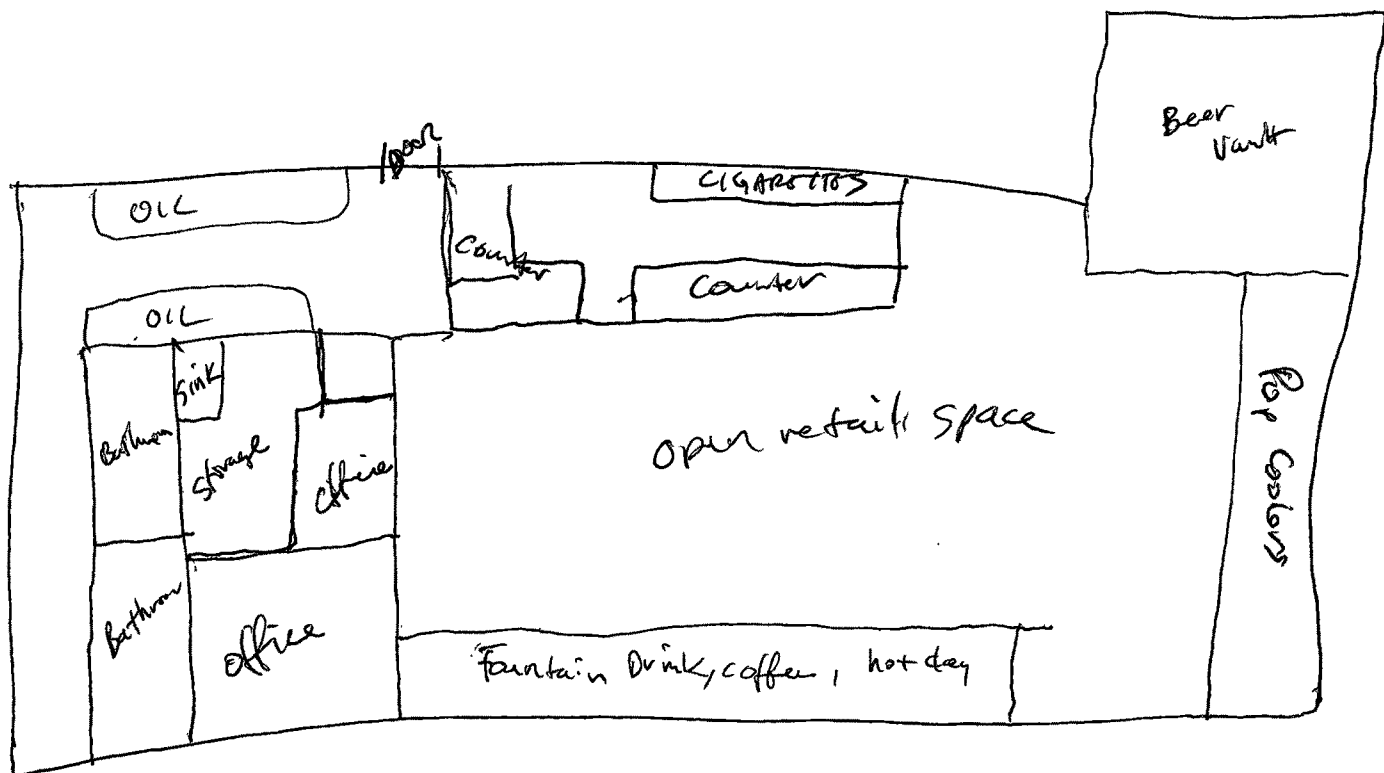 Beer
Vault
DOOR
OIL
CIGARETTES
Counter
Counter
OIL
Sink
Bathroom
Storage
Office
open retail space
Pop Coolers
Bathroom
Office
Fountain Drink, coffee, hot dog